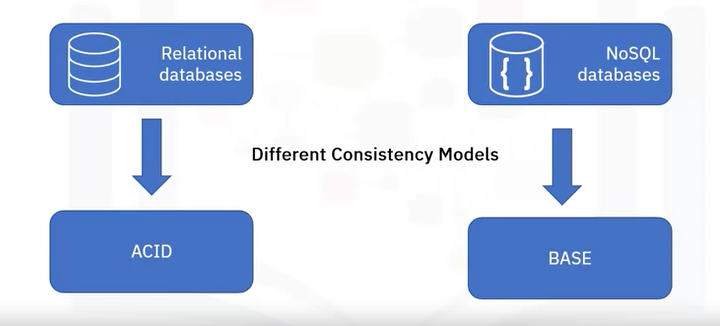 Relational
databases
NoSQL
databases
{ }
Different Consistency Models
ACID
BASE